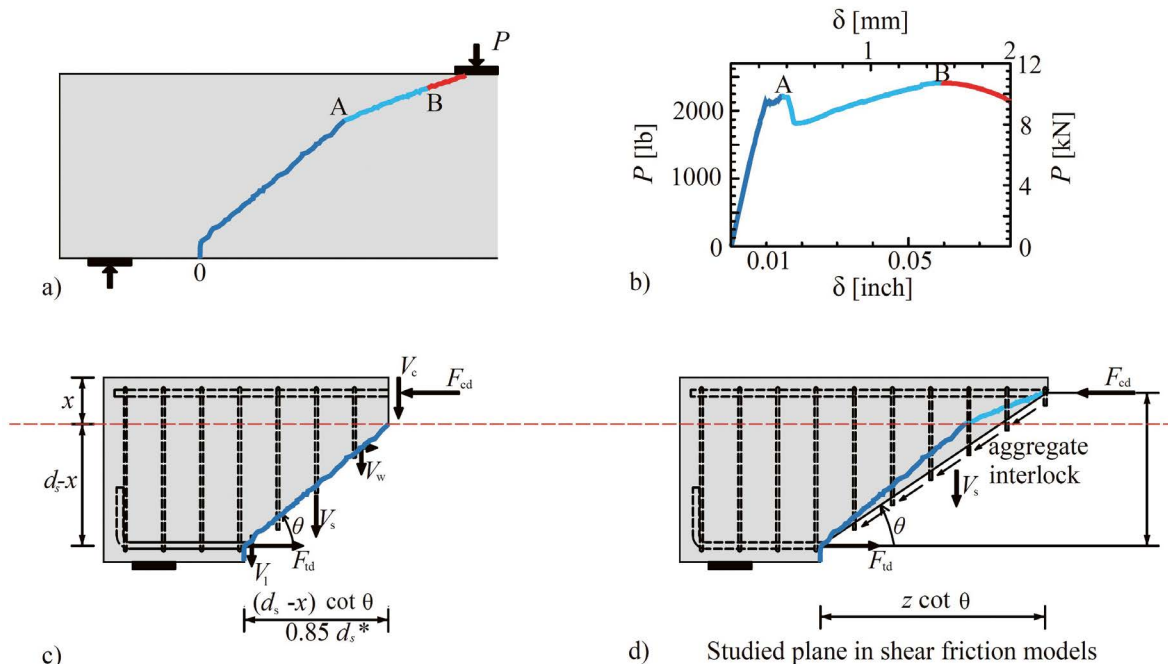 P
A
B
0
a)
δ [mm]
1
2
A
B
12
2000
8
P [lb]
P [kN]
1000
4
0
0
0.01
0.05
δ [inch]
b)
V_c
F_cd
x
d_s-x
V_w
V_s
θ
F_td
V_l
(d_s -x) cot θ
0.85 d_s*
c)
F_cd
aggregate
interlock
V_s
θ
F_td
z cot θ
d)
Studied plane in shear friction models